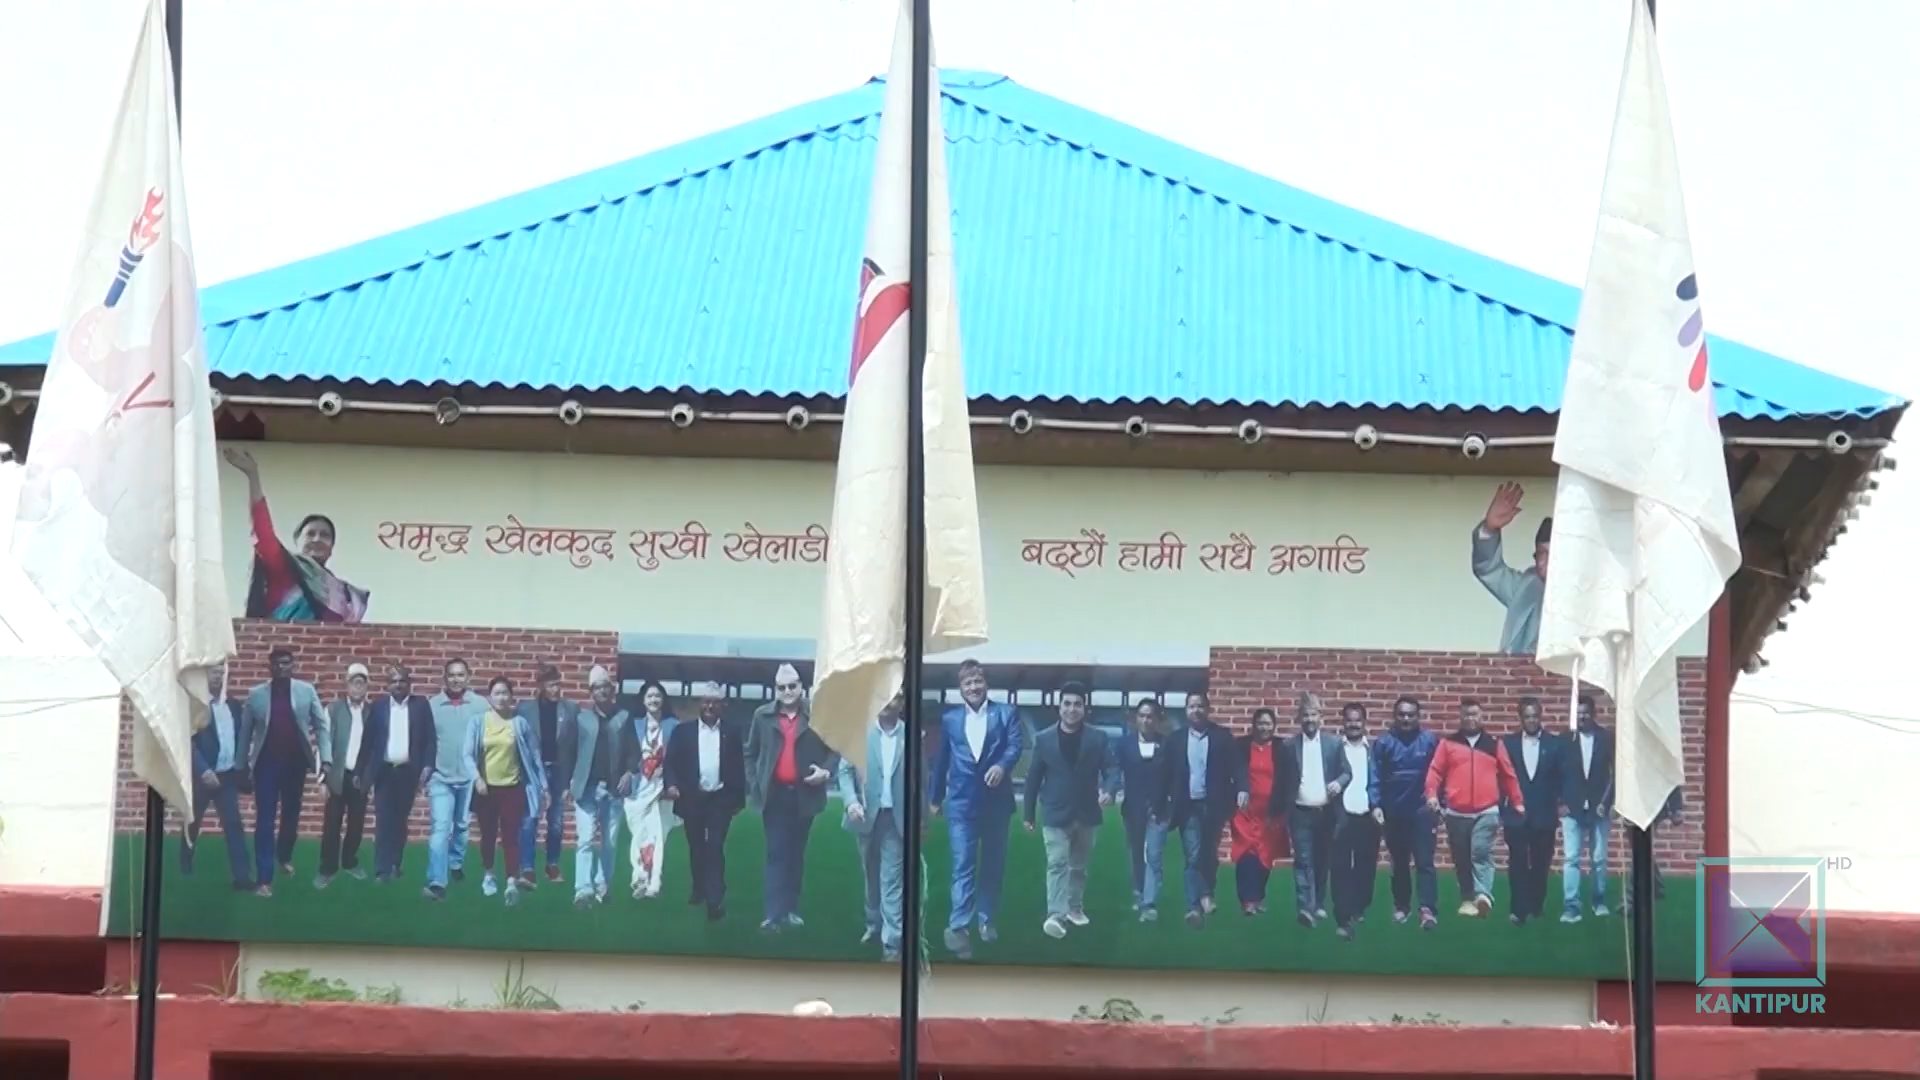 समृद्ध खेलकुद सुखी खेलाडी बढ्छौं हामी सधै अगाडि
HD
KANTIPUR